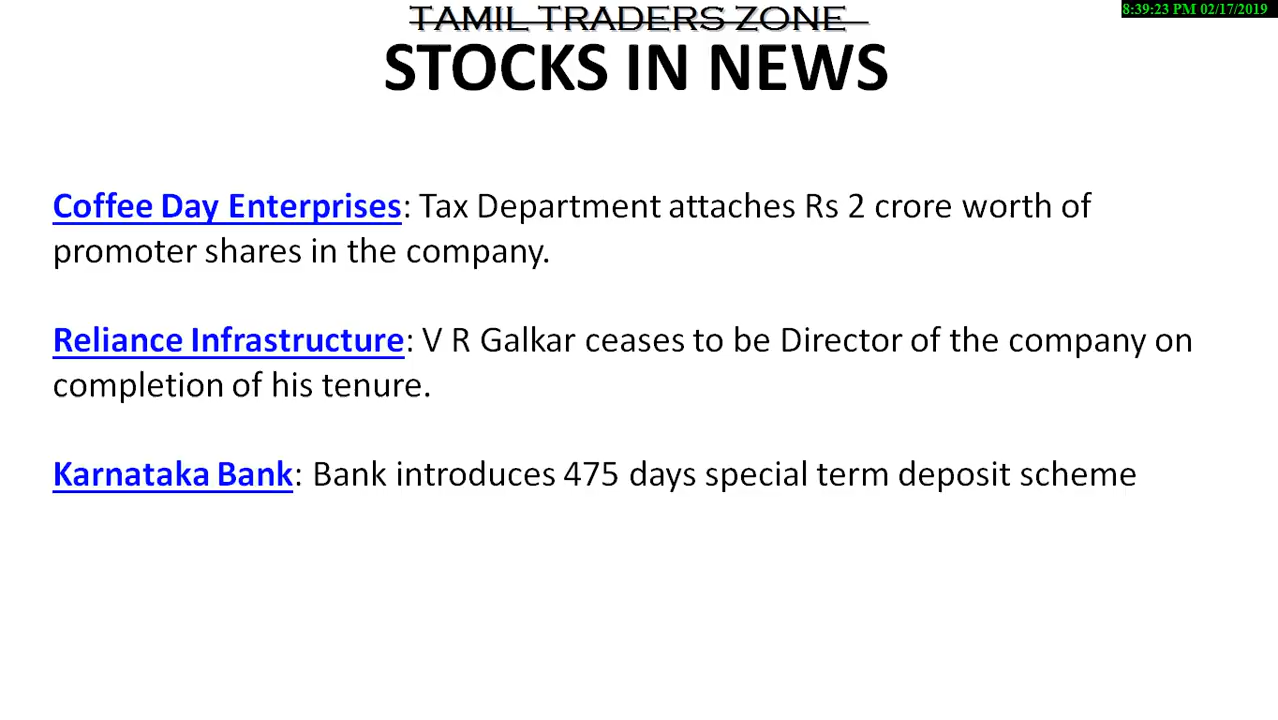 TAMIL TRADERS ZONE
8:39:23 PM 02/17/2019
STOCKS IN NEWS
Coffee Day Enterprises: Tax Department attaches Rs 2 crore worth of
promoter shares in the company.
Reliance Infrastructure: V R Galkar ceases to be Director of the company on
completion of his tenure.
Karnataka Bank: Bank introduces 475 days special term deposit scheme